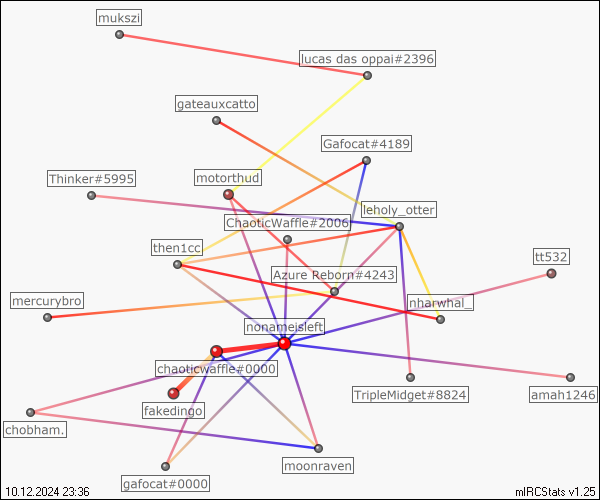 mukszi
lucas das oppai#2396
gateauxcatto
Gafocat#4189
Thinker#5995
motorthud
leholy_otter
ChaoticWaffle#2006
then1cc
tt532
Azure Reborn#4243
mercurybro
nharwhal_
nonameisleft
chaoticwaffle#0000
TripleMidget#8824
amah1246
fakedingo
chobham.
moonraven
gafocat#0000
10.12.2024 23:36
mIRCStats v1.25